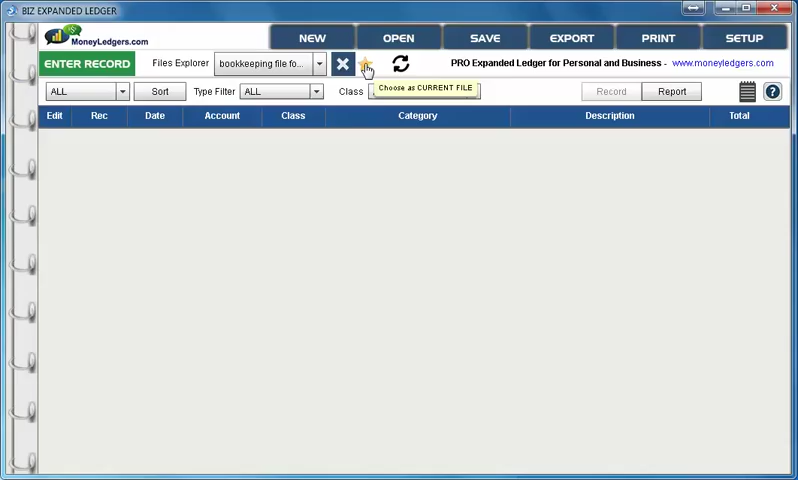 BIZ EXPANDED LEDGER
MoneyLedgers.com
NEW OPEN SAVE EXPORT PRINT SETUP
ENTER RECORD Files Explorer bookkeeping file fo... PRO Expanded Ledger for Personal and Business - www.moneyledgers.com
Choose as CURRENT FILE
ALL Sort Type Filter ALL Class Record Report ?
Edit Rec Date Account Class Category Description Total